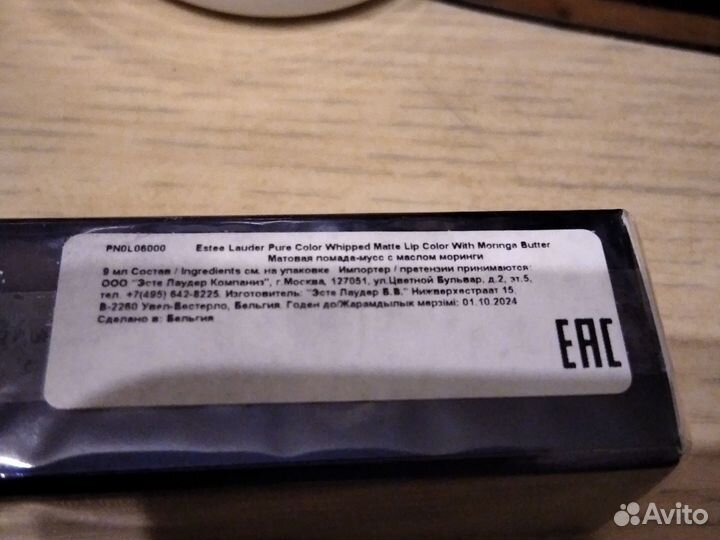 PN0L06000 Estee Lauder Pure Color Whipped Matte Lip Color With Moringa Butter
Матовая помада-мусс с маслом моринги
9 мл Состав / Ingredients см. на упаковке Импортер / претензии принимаются:
ООО "Эсте Лаудер Компаниз", г.Москва, 127051, ул.Цветной Бульвар, д.2, эт.5,
тел. +7(495) 642-8225. Изготовитель: "Эсте Лаудер Б.В." Нижверхестраат 15,
В-2260 Увел-Вестерло, Бельгия. Годен до/Жарамдылык мерзімі: 01.10.2024
Сделано в: Бельгия
EAC
Avito